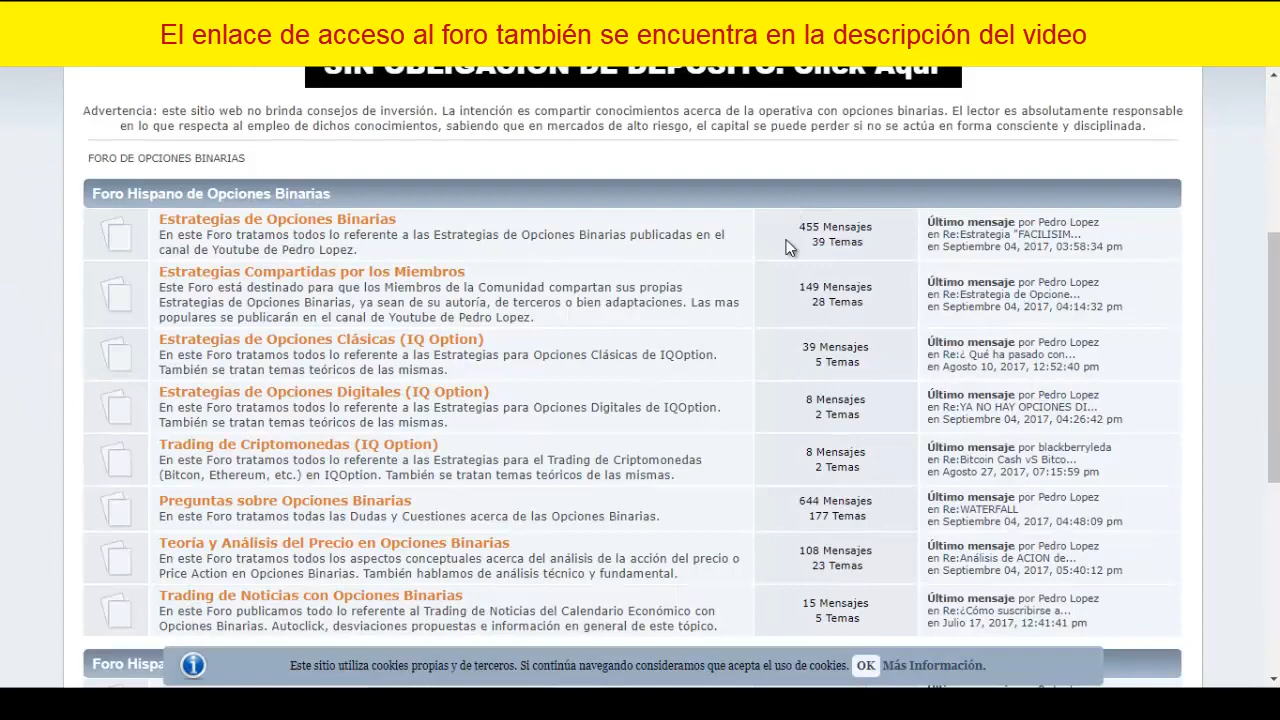 El enlace de acceso al foro también se encuentra en la descripción del video
SIN OBLIGACIÓN DE DEPÓSITO. Click Aquí
Advertencia: este sitio web no brinda consejos de inversión. La intención es compartir conocimientos acerca de la operativa con opciones binarias. El lector es absolutamente responsable
en lo que respecta al empleo de dichos conocimientos, sabiendo que en mercados de alto riesgo, el capital se puede perder si no se actúa en forma consciente y disciplinada.
FORO DE OPCIONES BINARIAS
Foro Hispano de Opciones Binarias
Estrategias de Opciones Binarias
En este Foro tratamos todos lo referente a las Estrategias de Opciones Binarias publicadas en el
canal de Youtube de Pedro Lopez.
455 Mensajes
39 Temas
Último mensaje por Pedro Lopez
en Re:Estrategia "FACILISIM...
en Septiembre 04, 2017, 03:58:34 pm
Estrategias Compartidas por los Miembros
Este Foro está destinado para que los Miembros de la Comunidad compartan sus propias
Estrategias de Opciones Binarias, ya sean de su autoría, de terceros o bien adaptaciones. Las mas
populares se publicarán en el canal de Youtube de Pedro Lopez.
149 Mensajes
28 Temas
Último mensaje por Pedro Lopez
en Re:Estrategia de Opcione...
en Septiembre 04, 2017, 04:14:32 pm
Estrategias de Opciones Clásicas (IQ Option)
En este Foro tratamos todos lo referente a las Estrategias para Opciones Clásicas de IQOption.
También se tratan temas teóricos de las mismas.
39 Mensajes
5 Temas
Último mensaje por Pedro Lopez
en Re:¿ Qué ha pasado con...
en Agosto 10, 2017, 12:52:40 pm
Estrategias de Opciones Digitales (IQ Option)
En este Foro tratamos todos lo referente a las Estrategias para Opciones Digitales de IQOption.
También se tratan temas teóricos de las mismas.
8 Mensajes
2 Temas
Último mensaje por Pedro Lopez
en Re:YA NO HAY OPCIONES DI...
en Septiembre 04, 2017, 04:26:42 pm
Trading de Criptomonedas (IQ Option)
En este Foro tratamos todos lo referente a las Estrategias para el Trading de Criptomonedas
(Bitcon, Ethereum, etc.) en IQOption. También se tratan temas teóricos de las mismas.
8 Mensajes
2 Temas
Último mensaje por blackberryleda
en Re:Bitcoin Cash vS Bitco...
en Agosto 27, 2017, 07:15:59 pm
Preguntas sobre Opciones Binarias
En este Foro tratamos todas las Dudas y Cuestiones acerca de las Opciones Binarias.
644 Mensajes
177 Temas
Último mensaje por Pedro Lopez
en Re:WATERFALL
en Septiembre 04, 2017, 04:48:09 pm
Teoría y Análisis del Precio en Opciones Binarias
En este Foro tratamos todos los aspectos conceptuales acerca del análisis de la acción del precio o
Price Action en Opciones Binarias. También hablamos de análisis técnico y fundamental.
108 Mensajes
23 Temas
Último mensaje por Pedro Lopez
en Re:Análisis de ACION de...
en Septiembre 04, 2017, 05:40:12 pm
Trading de Noticias con Opciones Binarias
En este Foro publicamos todo lo referente al Trading de Noticias del Calendario Económico con
Opciones Binarias. Autoclick, desviaciones propuestas e información en general de este tópico.
15 Mensajes
5 Temas
Último mensaje por Pedro Lopez
en Re:¿Cómo suscribirse a...
en Julio 17, 2017, 12:41:41 pm
Foro Hispa
Este sitio utiliza cookies propias y de terceros. Si continúa navegando consideramos que acepta el uso de cookies. OK Más Información.